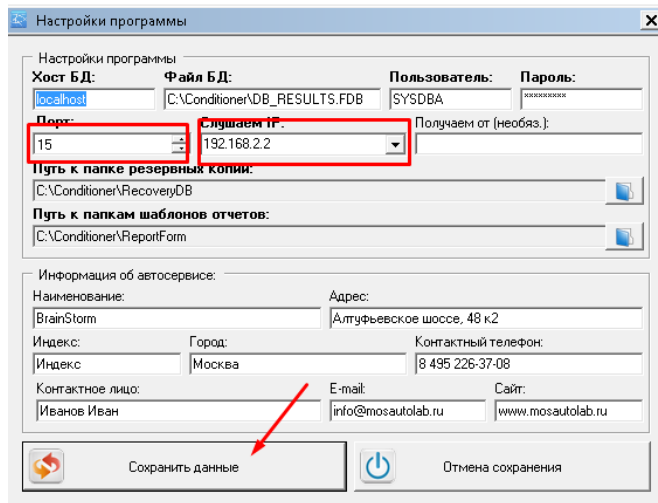 Настройки программы
Настройки программы
Хост БД: Файл БД: Пользователь: Пароль:
localhost C:\Conditioner\DB_RESULTS.FDB SYSDBA ×××××××××
Порт: Слушаем IP: Получаем от (необяз.):
15 192.168.2.2
Путь к папке резервных копий:
C:\Conditioner\RecoveryDB
Путь к папкам шаблонов отчетов:
C:\Conditioner\ReportForm
Информация об автосервисе:
Наименование: Адрес:
BrainStorm Алтуфьевское шоссе, 48 к2
Индекс: Город: Контактный телефон:
Индекс Москва 8 495 226-37-08
Контактное лицо: E-mail: Сайт:
Иванов Иван info@mosautolab.ru www.mosautolab.ru
Сохранить данные Отмена сохранения